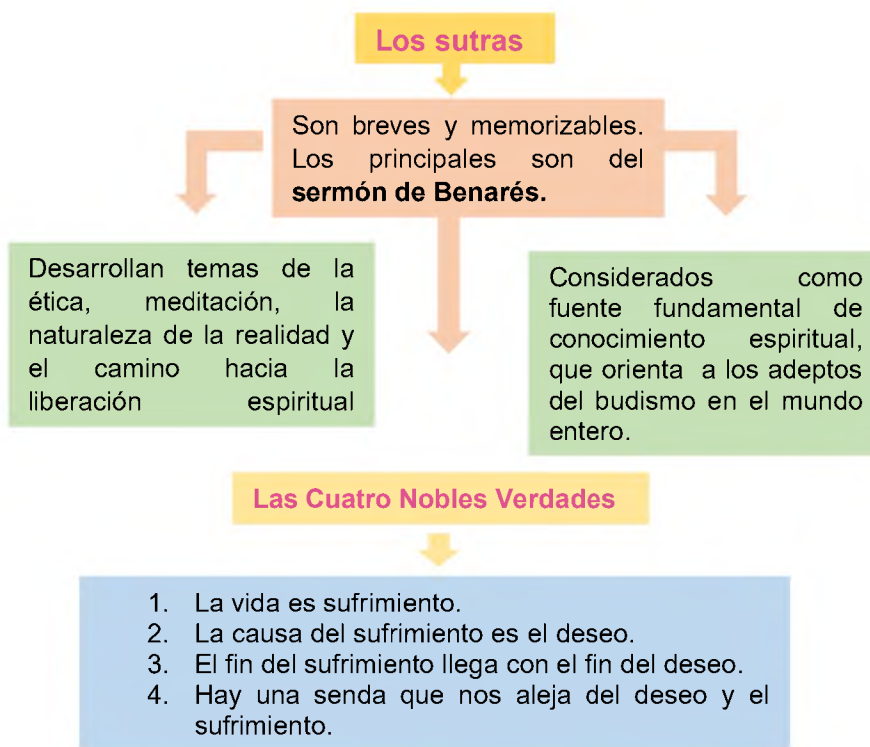 Los sutras
Son breves y memorizables.
Los principales son del
sermón de Benarés.
Desarrollan temas de la
ética, meditación, la
naturaleza de la realidad y
el camino hacia la
liberación espiritual
Considerados como
fuente fundamental de
conocimiento espiritual,
que orienta a los adeptos
del budismo en el mundo
entero.
Las Cuatro Nobles Verdades
1. La vida es sufrimiento.
2. La causa del sufrimiento es el deseo.
3. El fin del sufrimiento llega con el fin del deseo.
4. Hay una senda que nos aleja del deseo y el
sufrimiento.